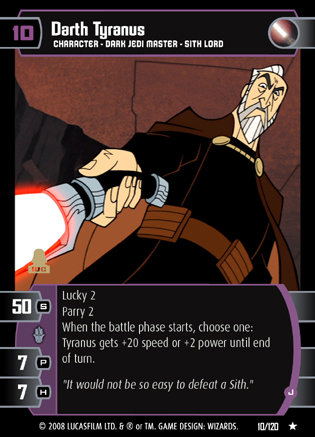 10 Darth Tyranus
CHARACTER - DARK JEDI MASTER - SITH LORD
50 S
Lucky 2
Parry 2
When the battle phase starts, choose one:
Tyranus gets +20 speed or +2 power until end
of turn.
7 P
7 H
"It would not be so easy to defeat a Sith."
J
© 2008 LUCASFILM LTD. & ® or TM. GAME DESIGN: WIZARDS. 10/120